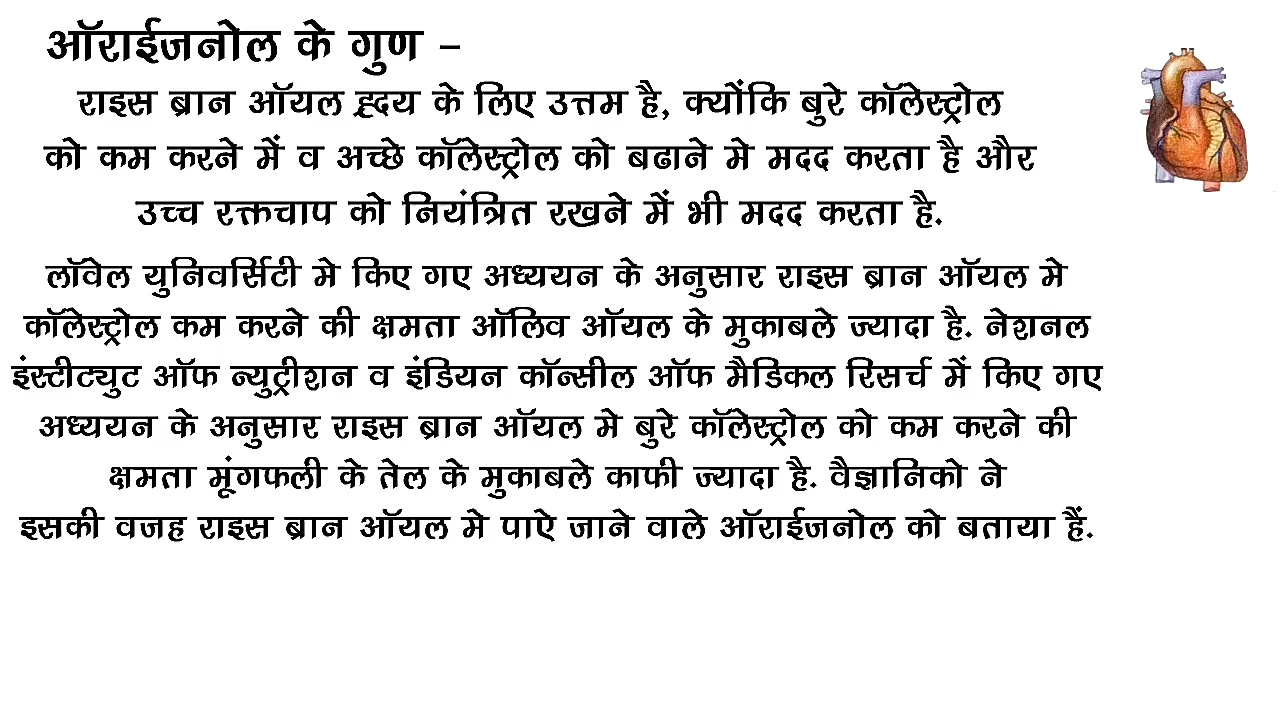 ऑराईजनोल के गुण –
राइस ब्रान ऑयल ह्रदय के लिए उत्तम है, क्योंकि बुरे कॉलेस्ट्रोल
को कम करने में व अच्छे कॉलेस्ट्रोल को बढाने मे मदद करता है और
उच्च रक्तचाप को नियंत्रित रखने में भी मदद करता है.
लॉवेल युनिवर्सिटी मे किए गए अध्ययन के अनुसार राइस ब्रान ऑयल मे
कॉलेस्ट्रोल कम करने की क्षमता ऑलिव ऑयल के मुकाबले ज्यादा है. नेशनल
इंस्टीट्युट ऑफ न्युट्रीशन व इंडियन कॉन्सील ऑफ मैडिकल रिसर्च में किए गए
अध्ययन के अनुसार राइस ब्रान ऑयल मे बुरे कॉलेस्ट्रोल को कम करने की
क्षमता मूंगफली के तेल के मुकाबले काफी ज्यादा है. वैज्ञानिको ने
इसकी वजह राइस ब्रान ऑयल मे पाऐ जाने वाले ऑराईजनोल को बताया हैं.